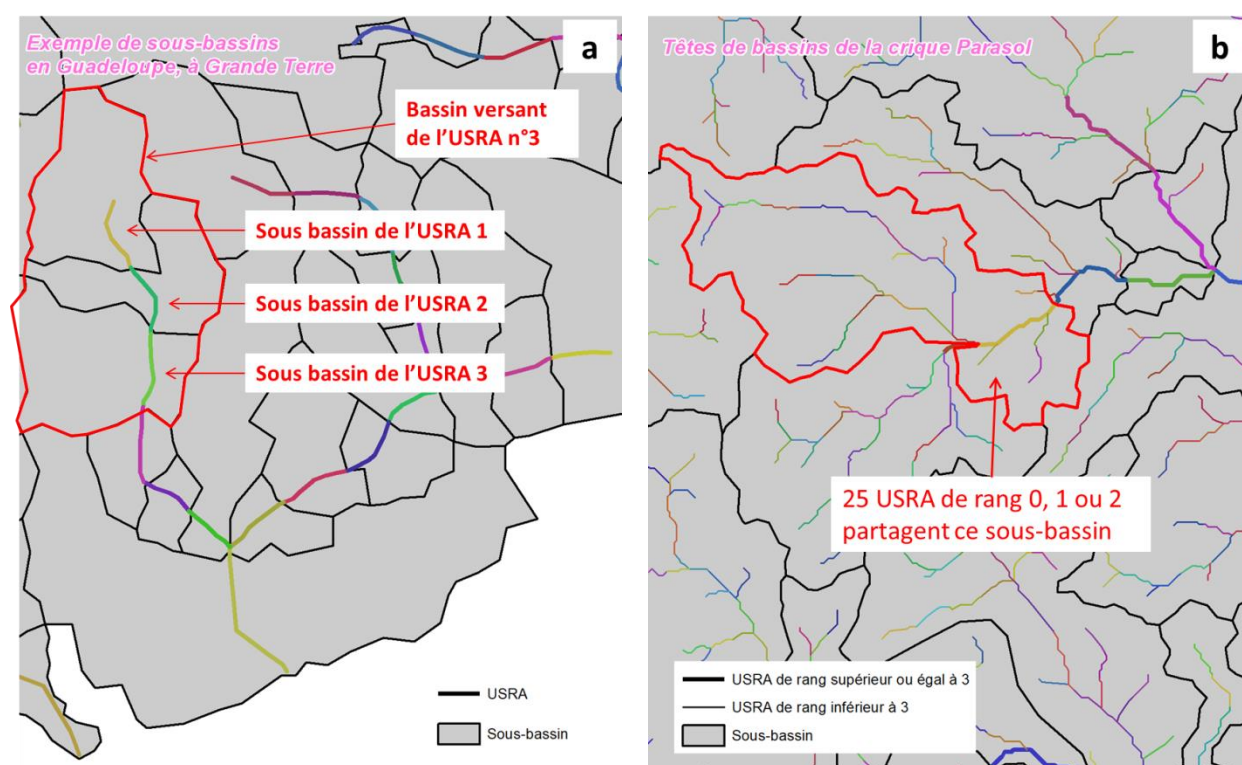 Exemple de sous-bassins
en Guadeloupe, à Grande Terre
a
Bassin versant
de l'USRA n°3
Sous bassin de l'USRA 1
Sous bassin de l'USRA 2
Sous bassin de l'USRA 3
USRA
Sous-bassin
Têtes de bassins de la crique Parasol
b
25 USRA de rang 0, 1 ou 2
partagent ce sous-bassin
USRA de rang supérieur ou égal à 3
USRA de rang inférieur à 3
Sous-bassin